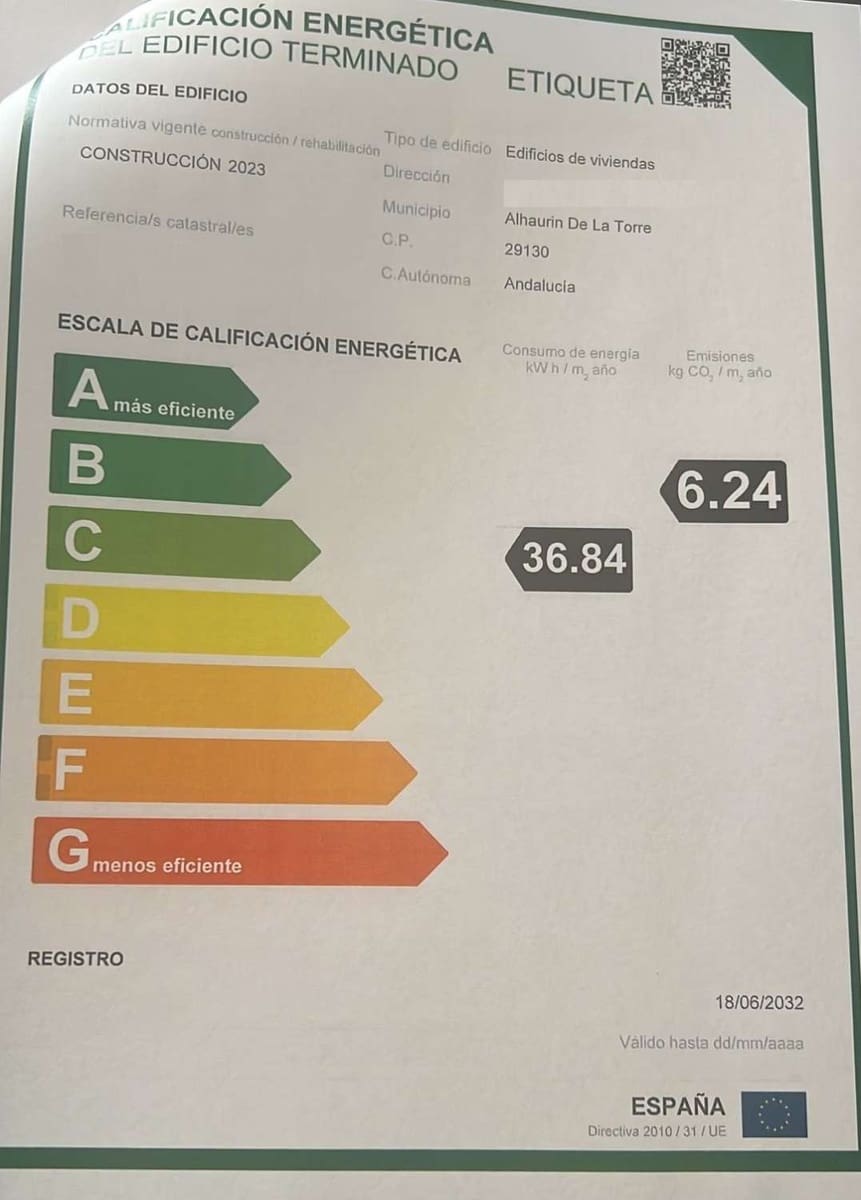 CALIFICACIÓN ENERGÉTICA
DEL EDIFICIO TERMINADO
ETIQUETA
DATOS DEL EDIFICIO
Normativa vigente construcción / rehabilitación
CONSTRUCCIÓN 2023
Referencia/s catastral/es
Tipo de edificio Edificios de viviendas
Dirección
Municipio Alhaurin De La Torre
C.P. 29130
C.Autónoma Andalucía
ESCALA DE CALIFICACIÓN ENERGÉTICA
Consumo de energía
kW h / m2 año
Emisiones
kg CO2 / m2 año
A más eficiente
B
6.24
C
36.84
D
E
F
G menos eficiente
REGISTRO
18/06/2032
Válido hasta dd/mm/aaaa
ESPAÑA
Directiva 2010 / 31 / UE